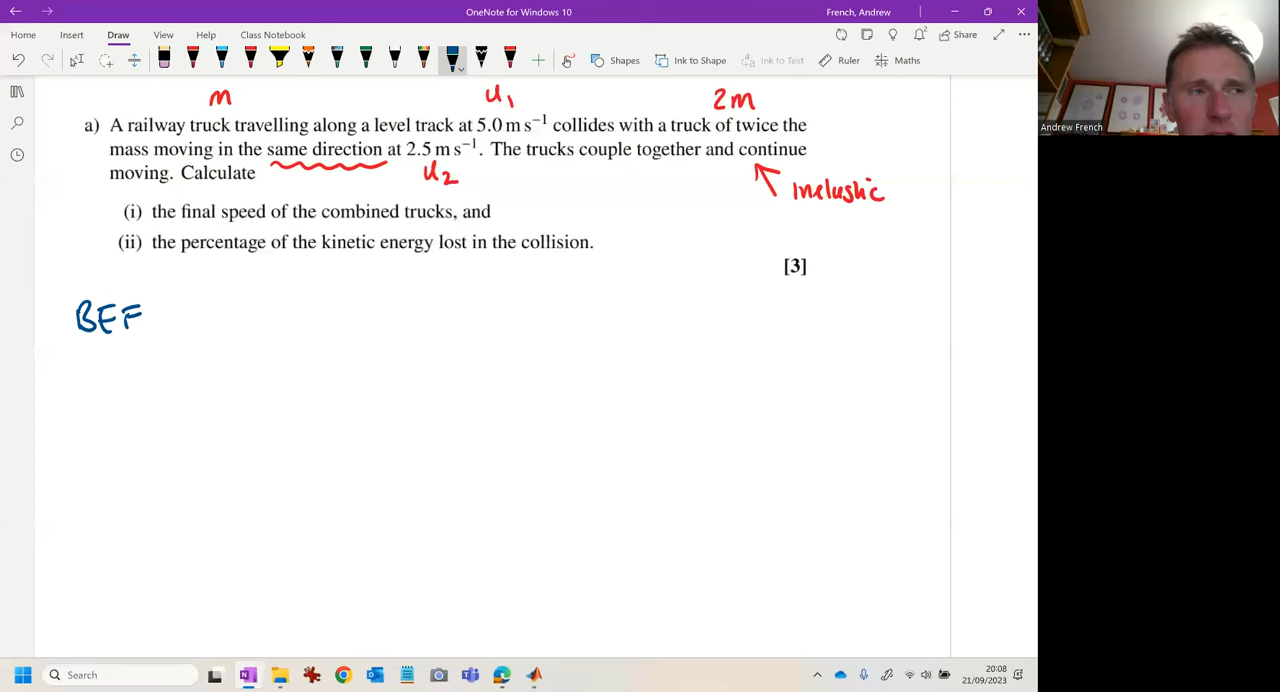 OneNote for Windows 10
French, Andrew
Home Insert Draw View Help Class Notebook
Share
Shapes Ink to Shape Ink to Text Ruler Maths
m u₁ 2m
a) A railway truck travelling along a level track at 5.0 m s⁻¹ collides with a truck of twice the
mass moving in the same direction at 2.5 m s⁻¹. The trucks couple together and continue
moving. Calculate
u₂
inelastic
(i) the final speed of the combined trucks, and
(ii) the percentage of the kinetic energy lost in the collision.
[3]
BEF
Andrew French
Search
20:08
21/09/2023